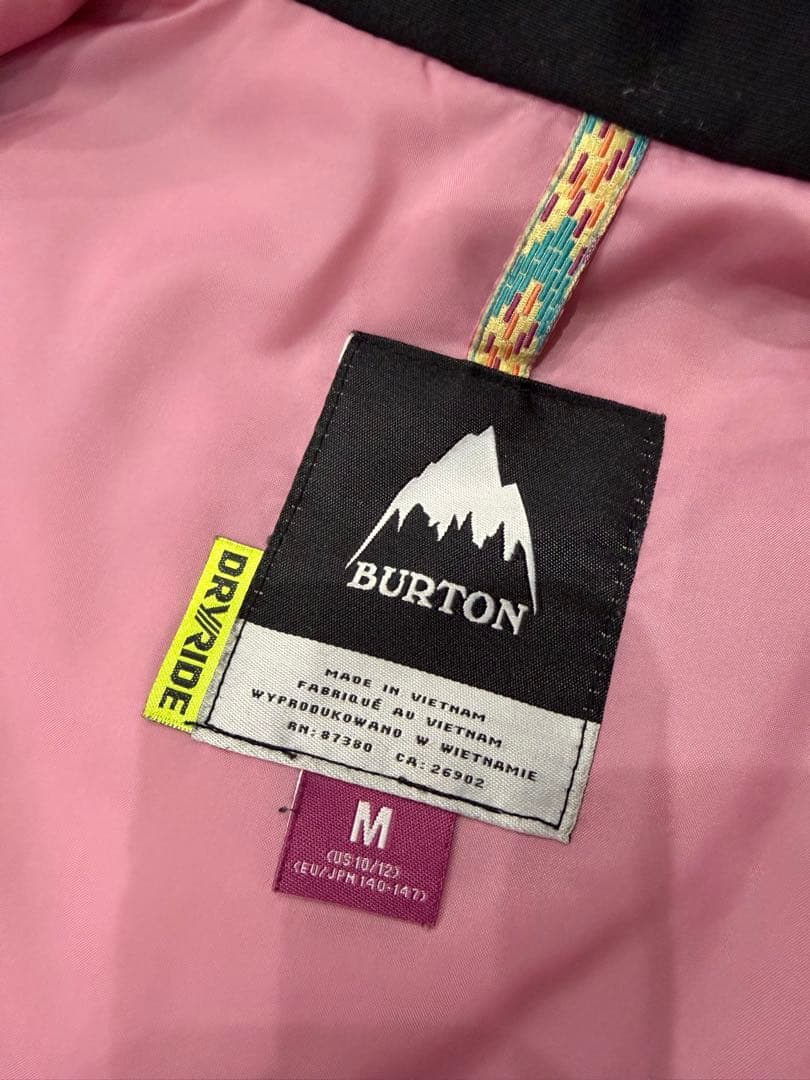 BURTON
DRY//RIDE
MADE IN VIETNAM
FABRIQUÉ AU VIETNAM
WYPRODUKOWANO W WIETNAMIE
RN: 87380 CA: 26902
M
(US 10/12)
(EU/JPN 140-147)